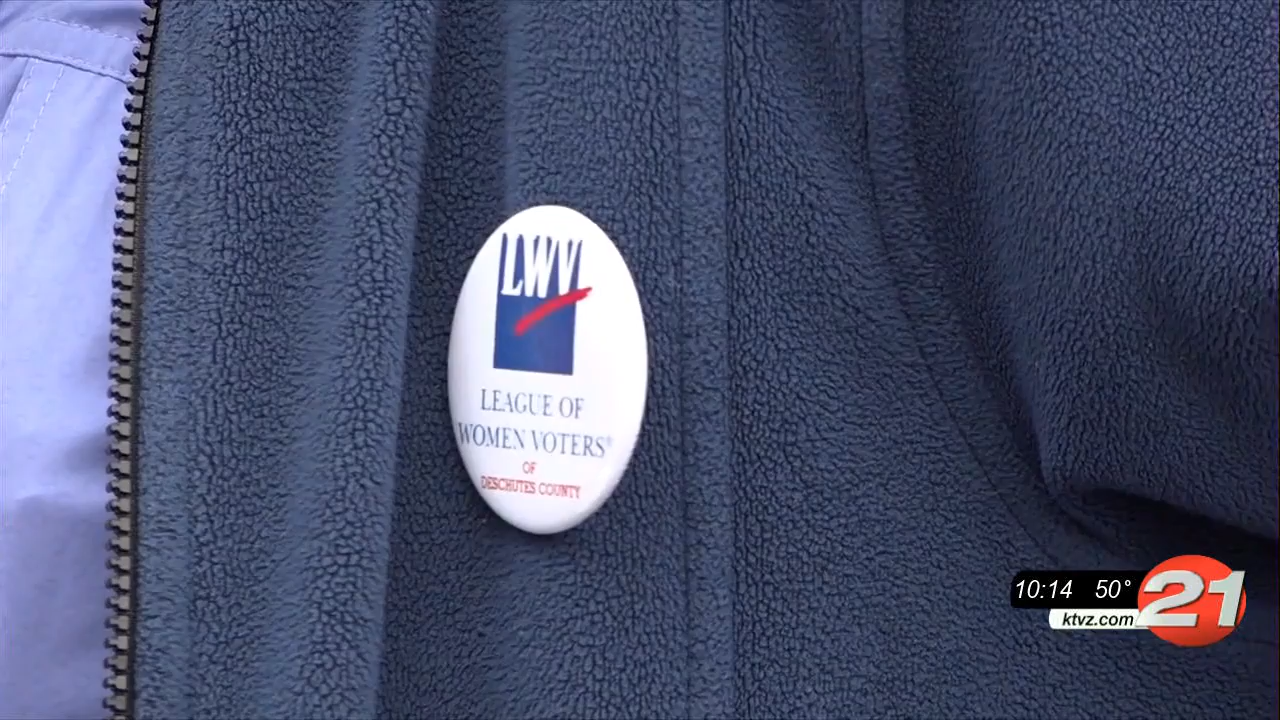 LWV
LEAGUE OF
WOMEN VOTERS®
OF
DESCHUTES COUNTY
10:14 50°
21
ktvz.com